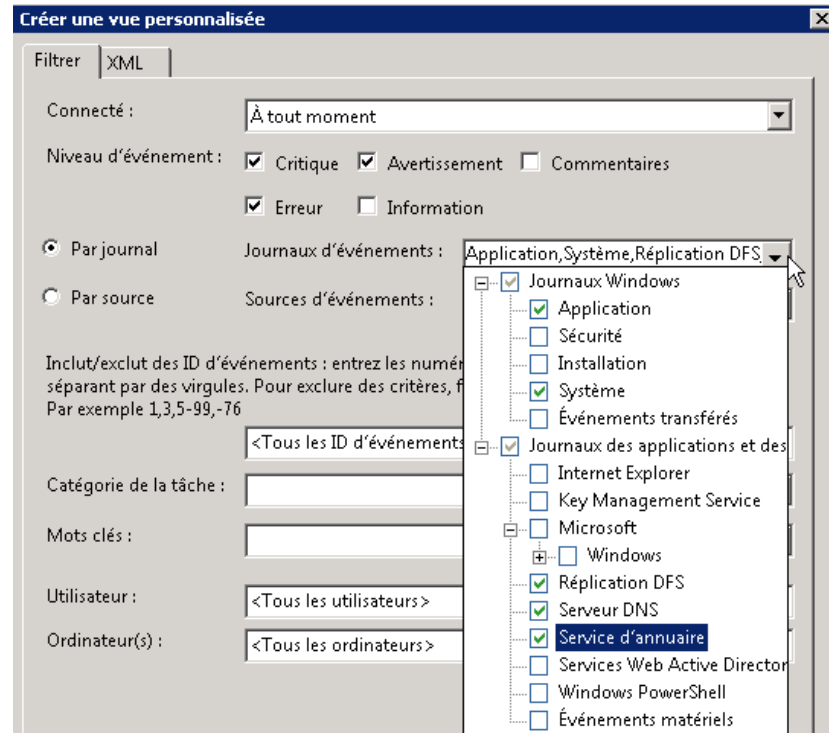 Créer une vue personnalisée
Filtrer
XML
Connecté :
À tout moment
Niveau d'événement :
Critique
Avertissement
Commentaires
Erreur
Information
Par journal
Journaux d'événements :
Application,Système,Réplication DFS,
Par source
Sources d'événements :
Journaux Windows
Application
Sécurité
Installation
Système
Événements transférés
Journaux des applications et des
Internet Explorer
Key Management Service
Microsoft
Windows
Réplication DFS
Serveur DNS
Service d'annuaire
Services Web Active Director
Windows PowerShell
Événements matériels
Inclut/exclut des ID d'événements : entrez les numér
séparant par des virgules. Pour exclure des critères, f
Par exemple 1,3,5-99,-76
<Tous les ID d'événements
Catégorie de la tâche :
Mots clés :
Utilisateur :
<Tous les utilisateurs>
Ordinateur(s) :
<Tous les ordinateurs>